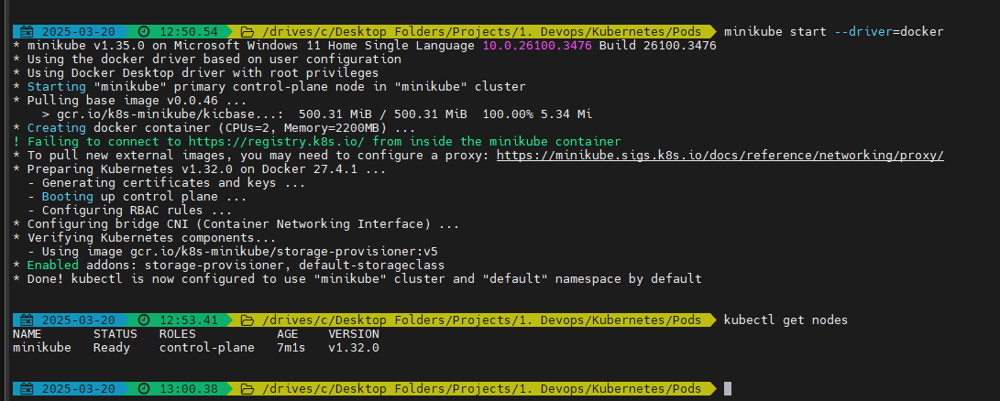 2025-03-20 12:50.54 /drives/c/Desktop Folders/Projects/1. Devops/Kubernetes/Pods minikube start --driver=docker
* minikube v1.35.0 on Microsoft Windows 11 Home Single Language 10.0.26100.3476 Build 26100.3476
* Using the docker driver based on user configuration
* Using Docker Desktop driver with root privileges
* Starting "minikube" primary control-plane node in "minikube" cluster
* Pulling base image v0.0.46 ...
    > gcr.io/k8s-minikube/kicbase...:  500.31 MiB / 500.31 MiB  100.00% 5.34 Mi
* Creating docker container (CPUs=2, Memory=2200MB) ...
! Failing to connect to https://registry.k8s.io/ from inside the minikube container
* To pull new external images, you may need to configure a proxy: https://minikube.sigs.k8s.io/docs/reference/networking/proxy/
* Preparing Kubernetes v1.32.0 on Docker 27.4.1 ...
  - Generating certificates and keys ...
  - Booting up control plane ...
  - Configuring RBAC rules ...
* Configuring bridge CNI (Container Networking Interface) ...
* Verifying Kubernetes components...
  - Using image gcr.io/k8s-minikube/storage-provisioner:v5
* Enabled addons: storage-provisioner, default-storageclass
* Done! kubectl is now configured to use "minikube" cluster and "default" namespace by default
2025-03-20 12:53.41 /drives/c/Desktop Folders/Projects/1. Devops/Kubernetes/Pods kubectl get nodes
NAME       STATUS   ROLES           AGE    VERSION
minikube   Ready    control-plane   7m1s   v1.32.0
2025-03-20 13:00.38 /drives/c/Desktop Folders/Projects/1. Devops/Kubernetes/Pods